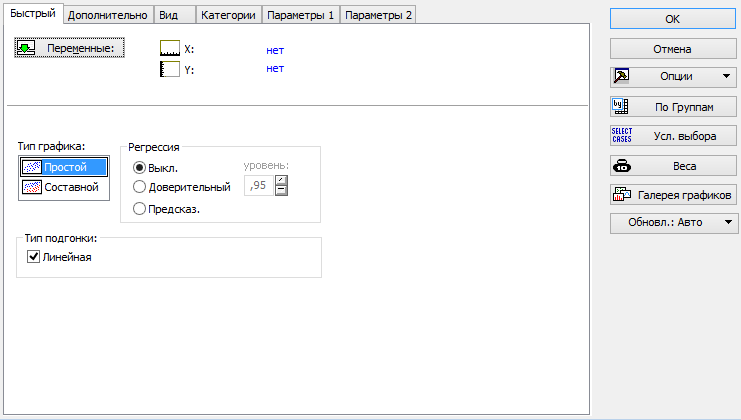 Быстрый Дополнительно Вид Категории Параметры 1 Параметры 2
Переменные:
X: нет
Y: нет
Тип графика:
Простой
Составной
Регрессия
Выкл.
уровень:
Доверительный ,95
Предсказ.
Тип подгонки:
Линейная
OK
Отмена
Опции
By По Группам
SELECT CASES Усл. выбора
10 Веса
Галерея графиков
Обновл.: Авто